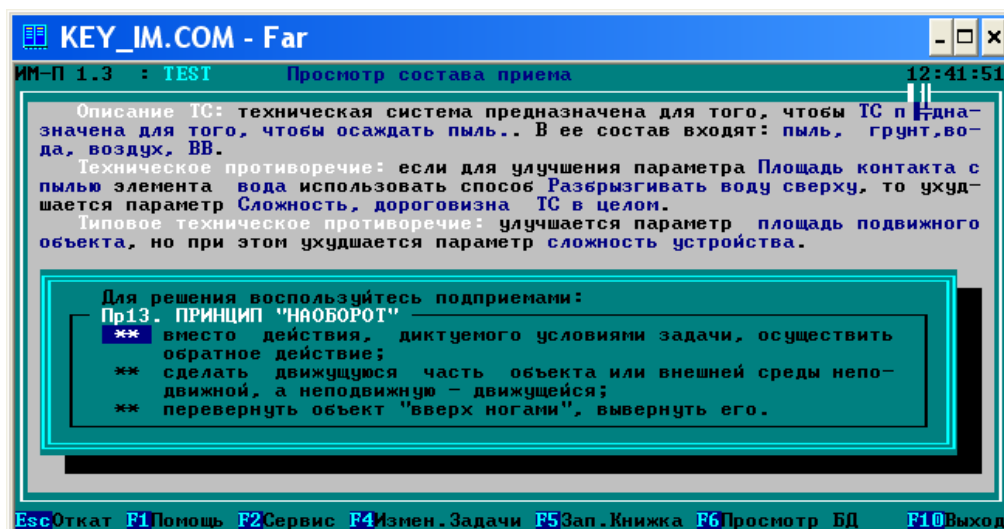 KEY_IM.COM - Far
ИМ-П 1.3 : TEST Просмотр состава приема 12:41:51
Описание ТС: техническая система предназначена для того, чтобы ТС п дна-
значена для того, чтобы осаждать пыль.. В ее состав входят: пыль, грунт,во-
да, воздух, ВВ.
Техническое противоречие: если для улучшения параметра Площадь контакта с
пылью элемента вода использовать способ Разбрызгивать воду сверху, то ухуд-
шается параметр Сложность, дороговизна ТС в целом.
Типовое техническое противоречие: улучшается параметр площадь подвижного
объекта, но при этом ухудшается параметр сложность устройства.
Для решения воспользуйтесь подприемами:
Пр13. ПРИНЦИП "НАОБОРОТ"
** вместо действия, диктуемого условиями задачи, осуществить
обратное действие;
** сделать движущуюся часть объекта или внешней среды непо-
движной, а неподвижную - движущейся;
** перевернуть объект "вверх ногами", вывернуть его.
Esc Откат F1 Помощь F2 Сервис F4 Измен.Задачи F5 Зап.Книжка F6 Просмотр БД F10 Выход